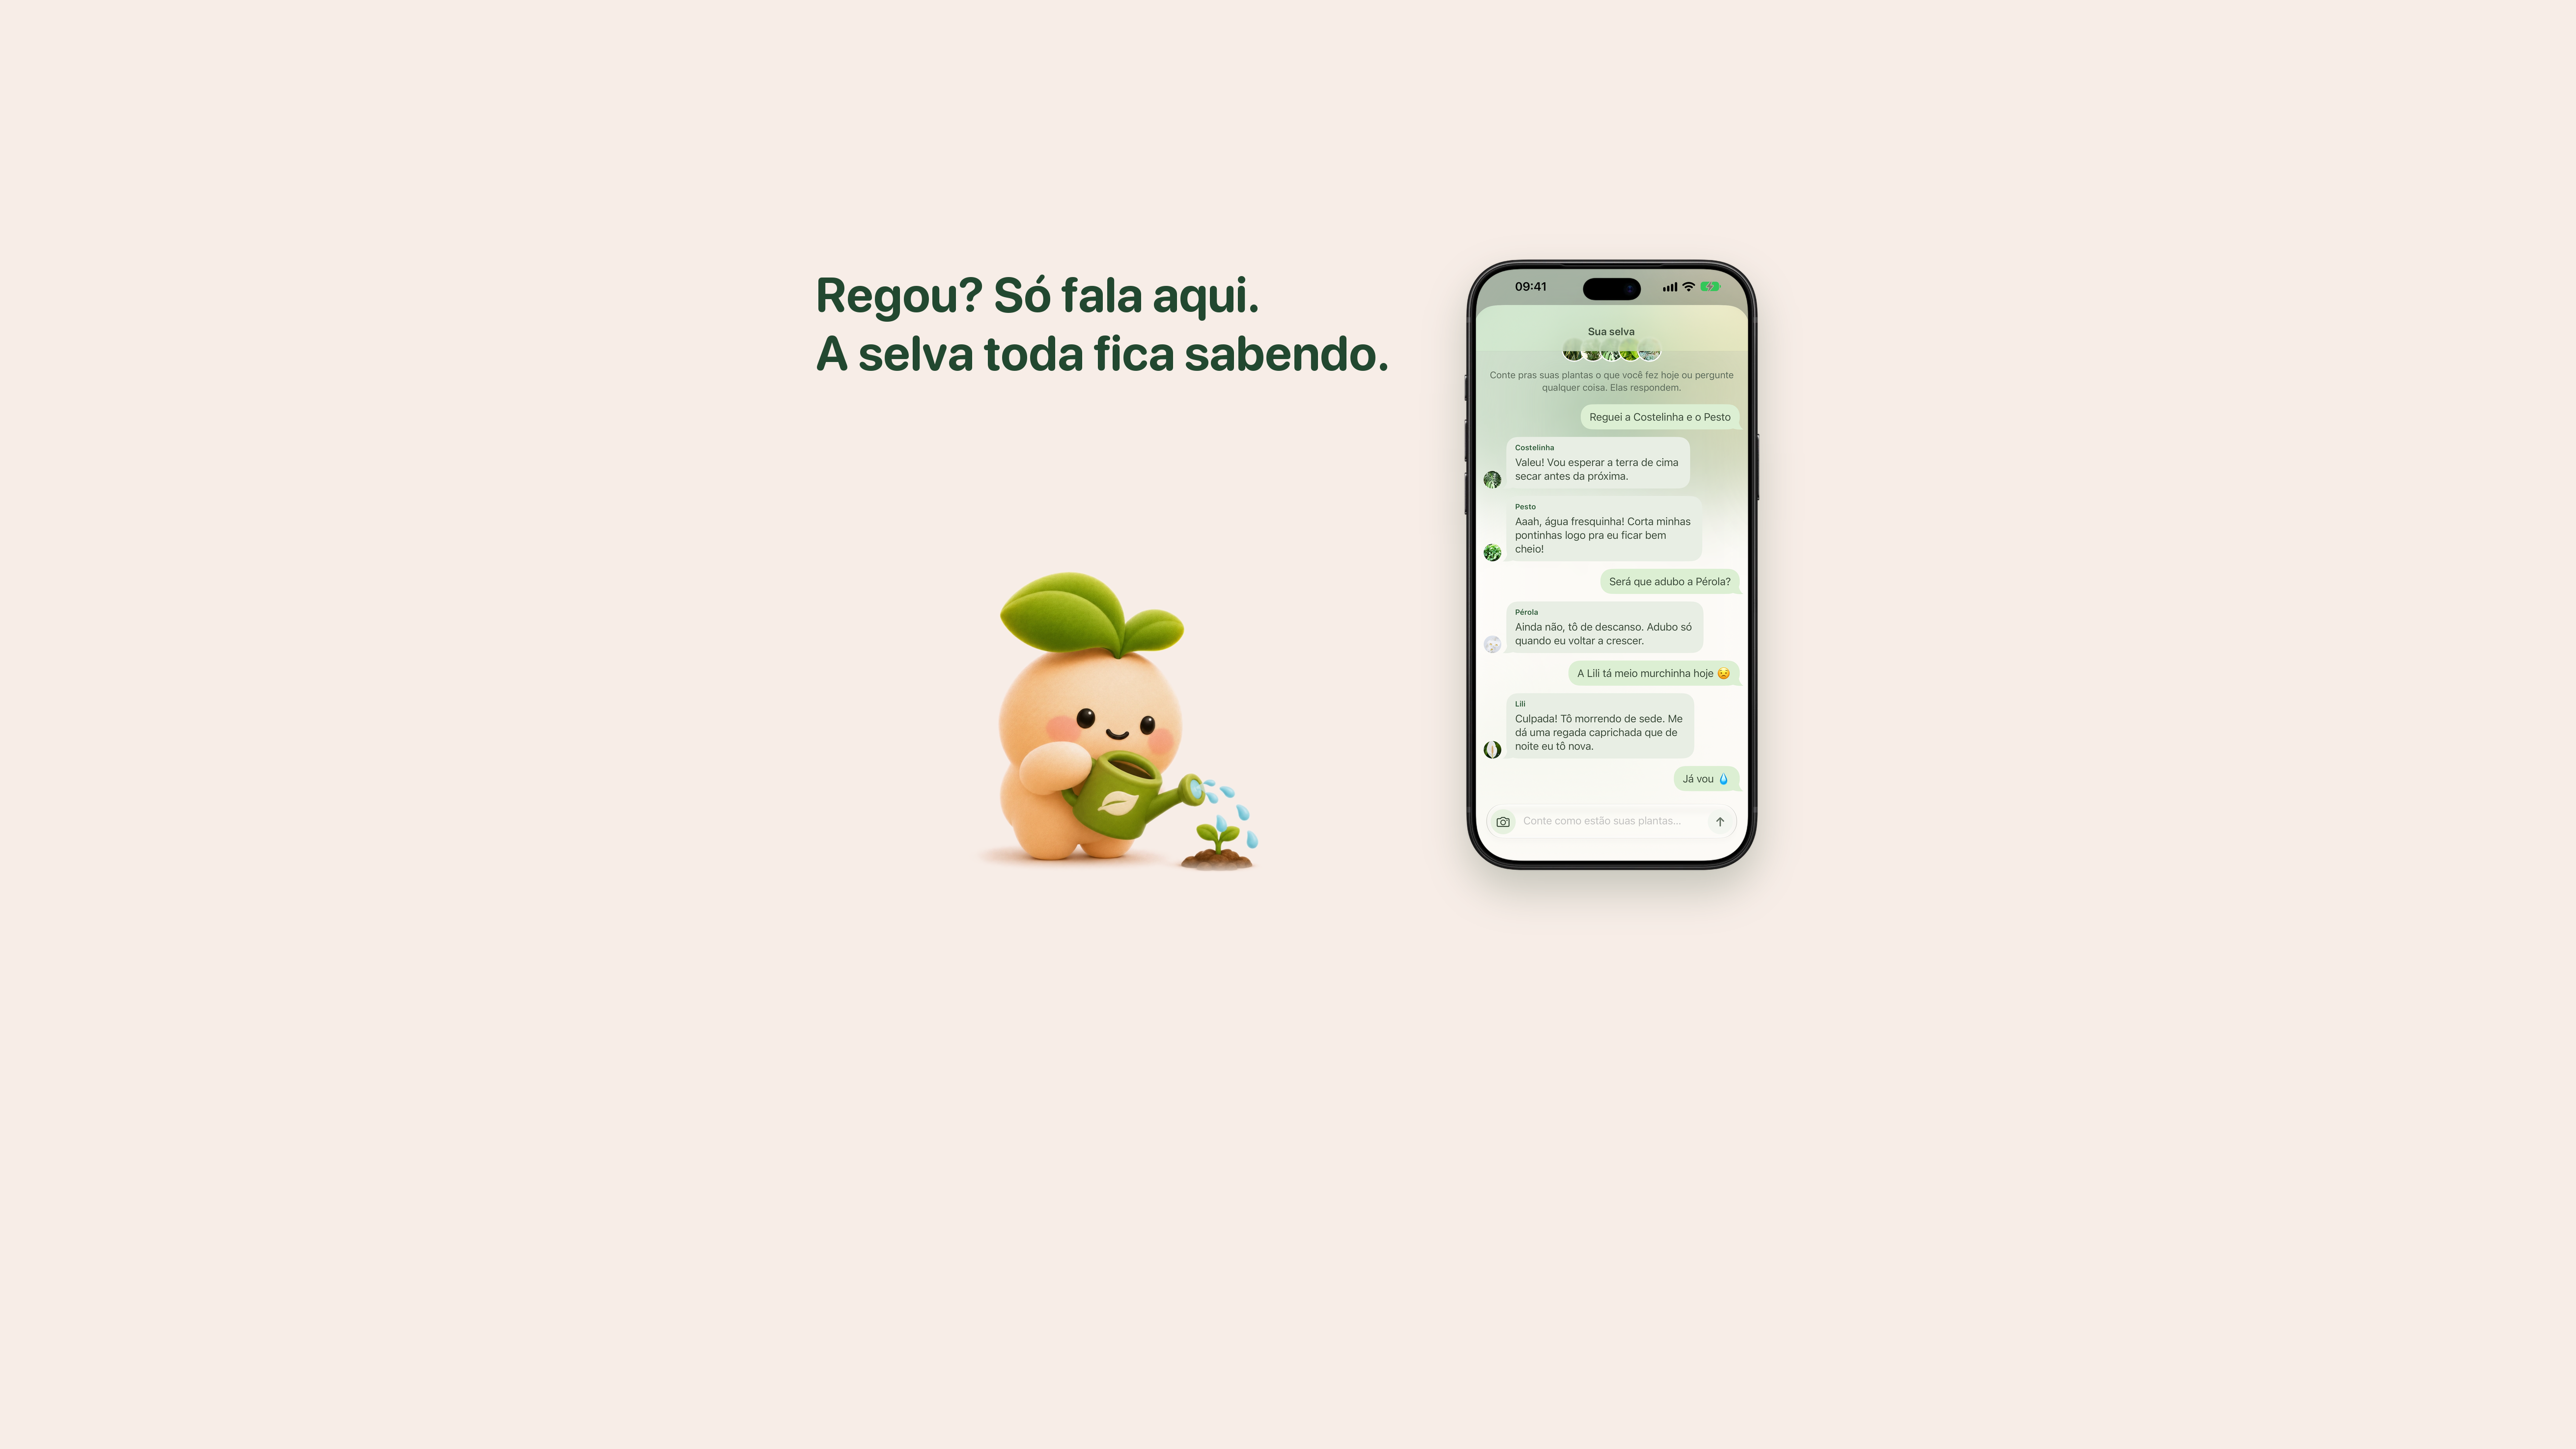 Regou? Só fala aqui.
A selva toda fica sabendo.
09:41
Sua selva
Conte pras suas plantas o que você fez hoje ou pergunte
qualquer coisa. Elas respondem.
Reguei a Costelinha e o Pesto
Costelinha
Valeu! Vou esperar a terra de cima
secar antes da próxima.
Pesto
Aaah, água fresquinha! Corta minhas
pontinhas logo pra eu ficar bem
cheio!
Será que adubo a Pérola?
Pérola
Ainda não, tô de descanso. Adubo só
quando eu voltar a crescer.
A Lili tá meio murchinha hoje 😟
Lili
Culpada! Tô morrendo de sede. Me
dá uma regada caprichada que de
noite eu tô nova.
Já vou 💧
Conte como estão suas plantas...